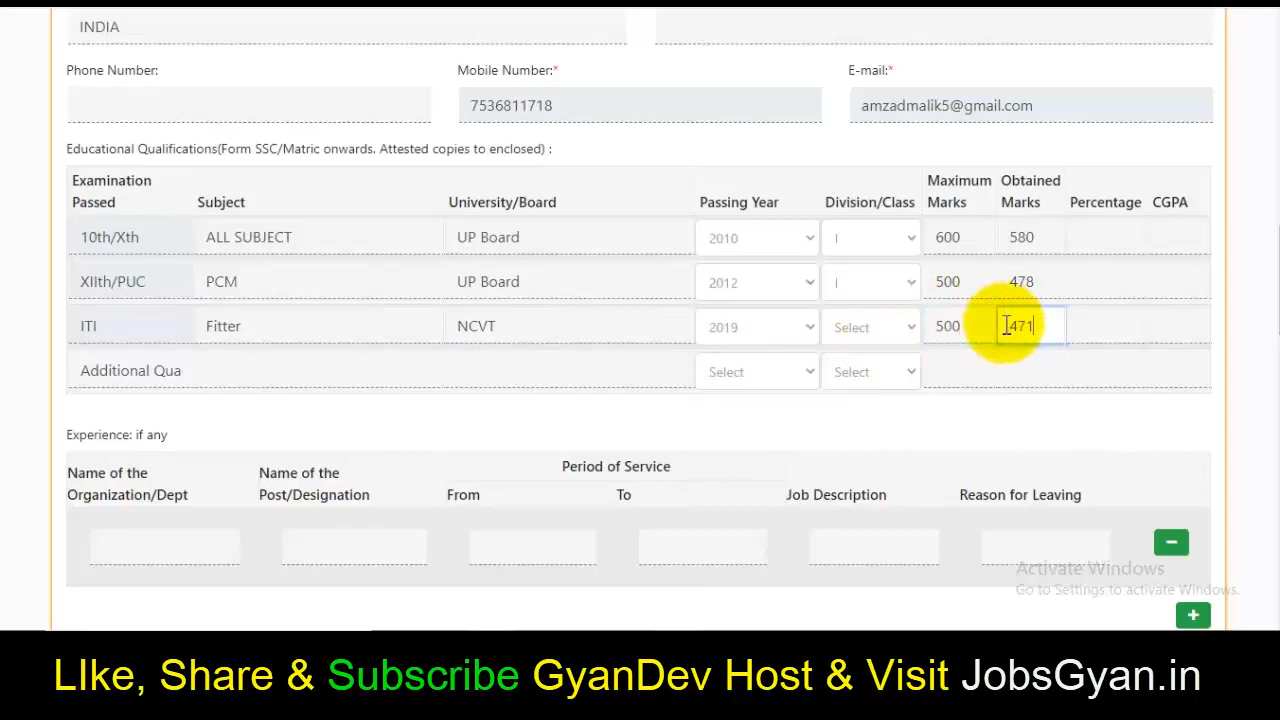 INDIA
Phone Number: Mobile Number:* E-mail:*
7536811718 amzadmalik5@gmail.com
Educational Qualifications(Form SSC/Matric onwards. Attested copies to enclosed) :
Examination Passed Subject University/Board Passing Year Division/Class Maximum Marks Obtained Marks Percentage CGPA
10th/Xth ALL SUBJECT UP Board 2010 I 600 580
XIIth/PUC PCM UP Board 2012 I 500 478
ITI Fitter NCVT 2019 Select 500 471
Additional Qua Select Select
Experience: if any
Name of the Organization/Dept Name of the Post/Designation Period of Service From To Job Description Reason for Leaving
Activate Windows
Go to Settings to activate Windows.
LIke, Share & Subscribe GyanDev Host & Visit JobsGyan.in